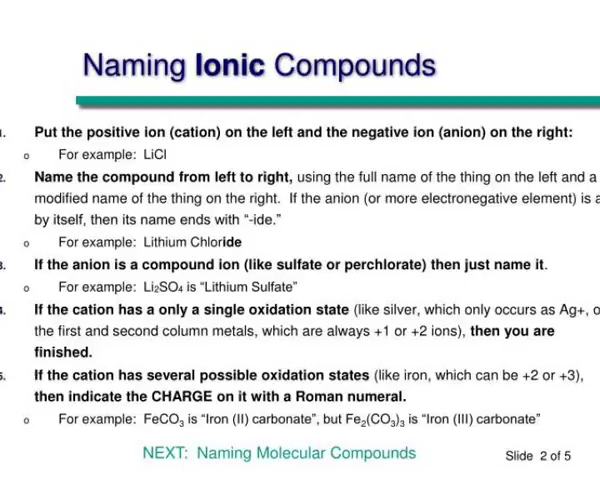 Naming Ionic Compounds
1. Put the positive ion (cation) on the left and the negative ion (anion) on the right:
o For example: LiCl
2. Name the compound from left to right, using the full name of the thing on the left and a
modified name of the thing on the right. If the anion (or more electronegative element) is
by itself, then its name ends with “-ide.”
o For example: Lithium Chloride
3. If the anion is a compound ion (like sulfate or perchlorate) then just name it.
o For example: Li₂SO₄ is “Lithium Sulfate”
4. If the cation has a only a single oxidation state (like silver, which only occurs as Ag+,
the first and second column metals, which are always +1 or +2 ions), then you are
finished.
5. If the cation has several possible oxidation states (like iron, which can be +2 or +3),
then indicate the CHARGE on it with a Roman numeral.
o For example: FeCO₃ is “Iron (II) carbonate”, but Fe₂(CO₃)₃ is “Iron (III) carbonate”
NEXT: Naming Molecular Compounds
Slide 2 of 5